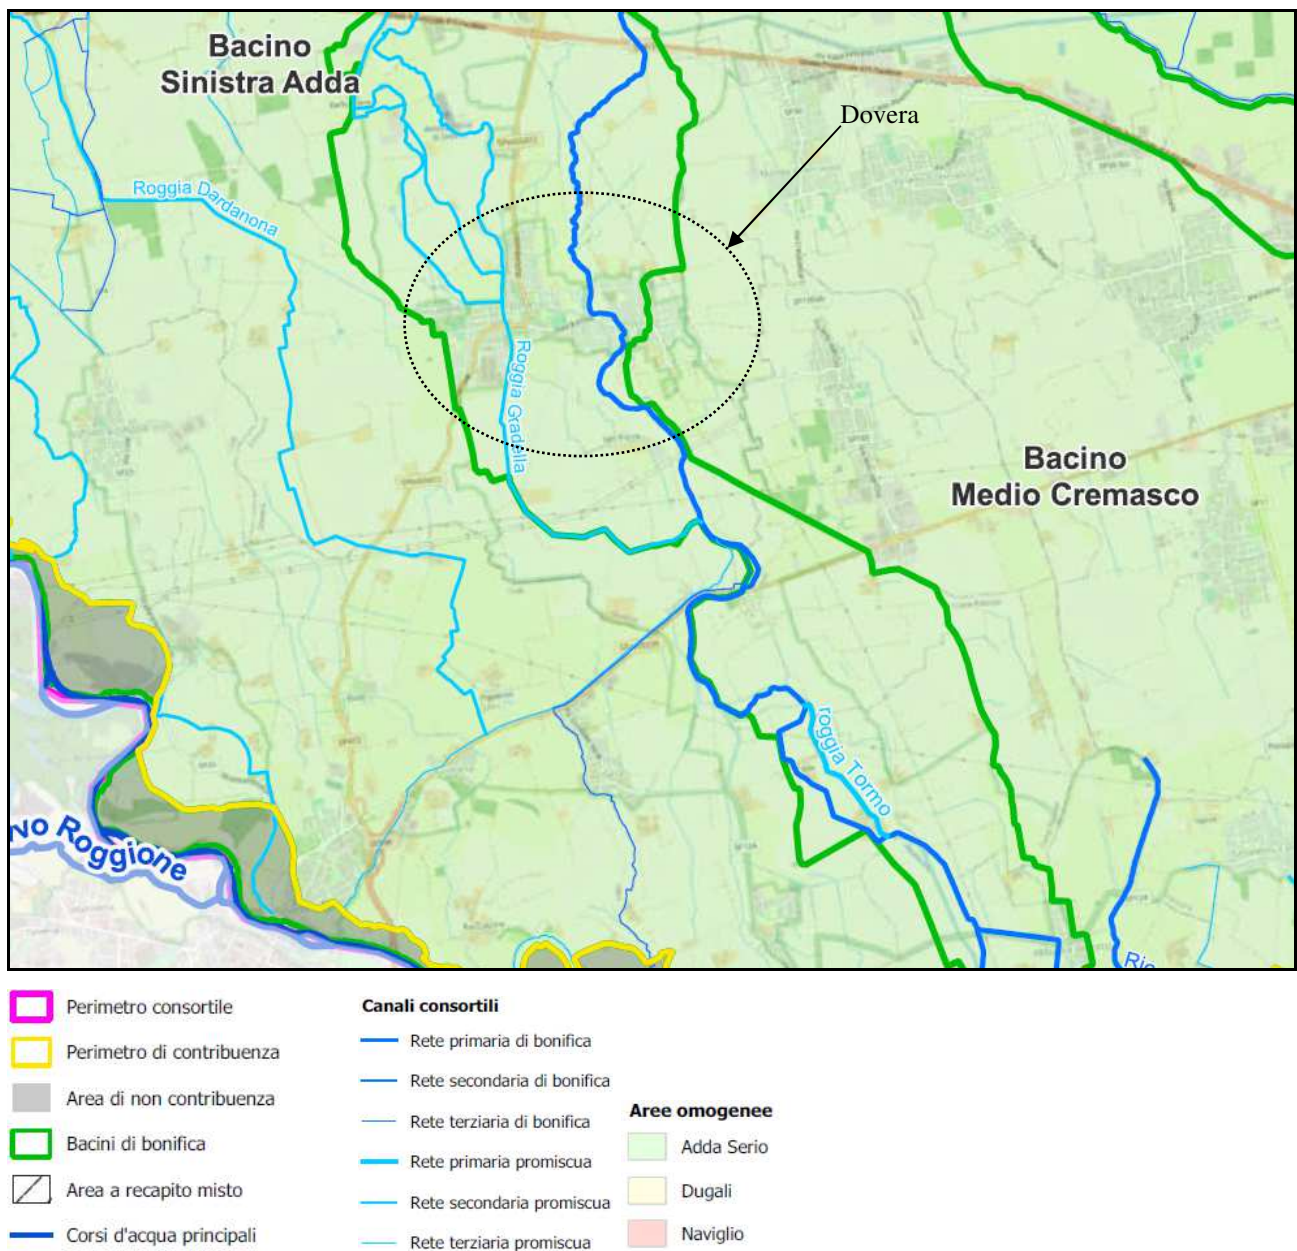 Bacino
Sinistra Adda
Dovera
Roggia Dardanona
Roggia Gradella
Bacino
Medio Cremasco
roggia Tormo
vo Roggione
Rio
Perimetro consortile
Perimetro di contribuenza
Area di non contribuenza
Bacini di bonifica
Area a recapito misto
Corsi d'acqua principali
Canali consortili
Rete primaria di bonifica
Rete secondaria di bonifica
Rete terziaria di bonifica
Rete primaria promiscua
Rete secondaria promiscua
Rete terziaria promiscua
Aree omogenee
Adda Serio
Dugali
Naviglio